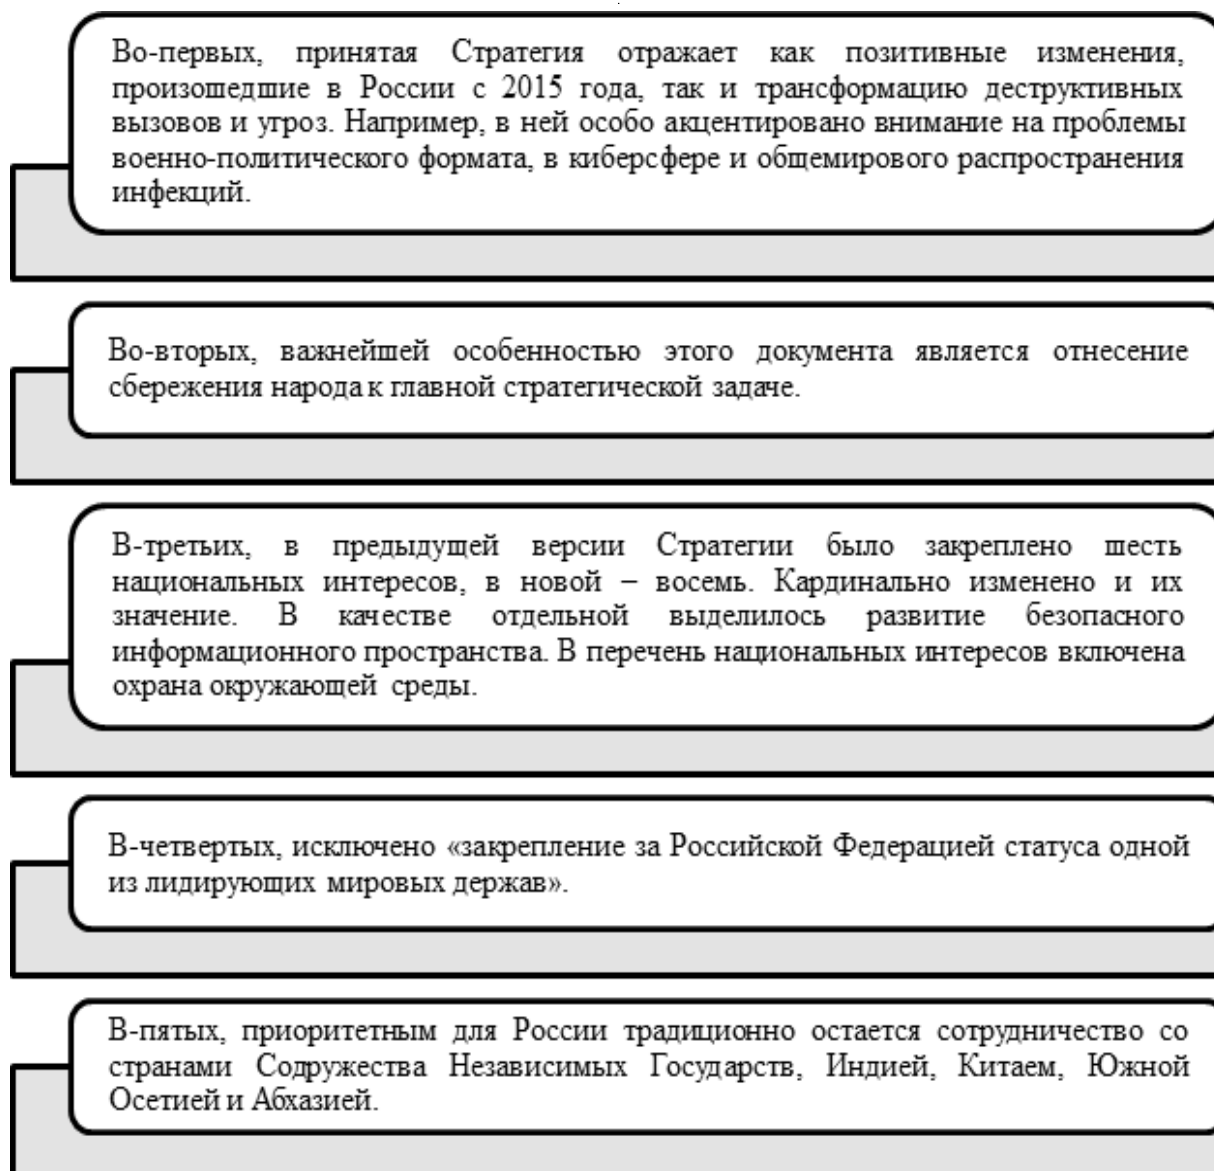 Во-первых, принятая Стратегия отражает как позитивные изменения,
произошедшие в России с 2015 года, так и трансформацию деструктивных
вызовов и угроз. Например, в ней особо акцентировано внимание на проблемы
военно-политического формата, в киберсфере и общемирового распространения
инфекций.
Во-вторых, важнейшей особенностью этого документа является отнесение
сбережения народа к главной стратегической задаче.
В-третьих, в предыдущей версии Стратегии было закреплено шесть
национальных интересов, в новой – восемь. Кардинально изменено и их
значение. В качестве отдельной выделилось развитие безопасного
информационного пространства. В перечень национальных интересов включена
охрана окружающей среды.
В-четвертых, исключено «закрепление за Российской Федерацией статуса одной
из лидирующих мировых держав».
В-пятых, приоритетным для России традиционно остается сотрудничество со
странами Содружества Независимых Государств, Индией, Китаем, Южной
Осетией и Абхазией.